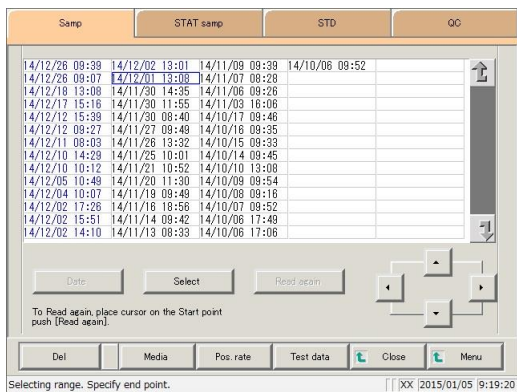 Samp STAT samp STD QC
14/12/26 09:39 14/12/02 13:01 14/11/09 09:39 14/10/06 09:52
14/12/26 09:07 14/12/01 13:08 14/11/07 08:28
14/12/18 13:08 14/11/30 14:35 14/11/06 09:26
14/12/17 15:16 14/11/30 11:55 14/11/03 16:06
14/12/12 15:39 14/11/30 08:40 14/10/17 09:46
14/12/12 09:27 14/11/27 09:49 14/10/16 09:35
14/12/11 08:03 14/11/26 13:32 14/10/15 09:33
14/12/10 14:29 14/11/25 10:01 14/10/14 09:45
14/12/10 10:12 14/11/21 10:52 14/10/10 13:08
14/12/05 10:49 14/11/20 11:30 14/10/09 09:54
14/12/04 10:07 14/11/19 09:49 14/10/08 09:16
14/12/02 17:26 14/11/16 18:56 14/10/07 09:52
14/12/02 15:51 14/11/14 09:42 14/10/06 17:49
14/12/02 14:10 14/11/13 08:33 14/10/06 17:06
Date Select Read again
To Read again, place cursor on the Start point
push [Read again].
Del Media Pos. rate Test data Close Menu
Selecting range. Specify end point. XX 2015/01/05 9:19:20